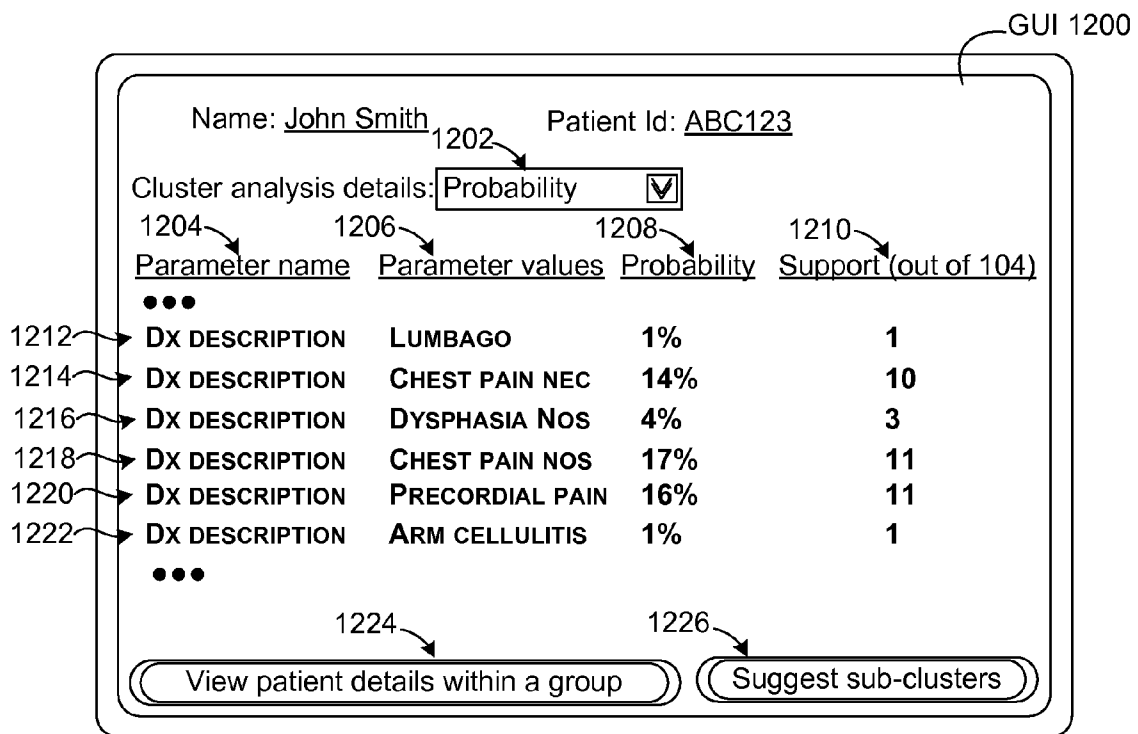 GUI 1200
Name: John Smith Patient Id: ABC123
1202
Cluster analysis details: Probability
1204 1206 1208 1210
Parameter name Parameter values Probability Support (out of 104)
•••
1212 DX DESCRIPTION LUMBAGO 1% 1
1214 DX DESCRIPTION CHEST PAIN NEC 14% 10
1216 DX DESCRIPTION DYSPHASIA NOS 4% 3
1218 DX DESCRIPTION CHEST PAIN NOS 17% 11
1220 DX DESCRIPTION PRECORDIAL PAIN 16% 11
1222 DX DESCRIPTION ARM CELLULITIS 1% 1
•••
1224 1226
View patient details within a group Suggest sub-clusters